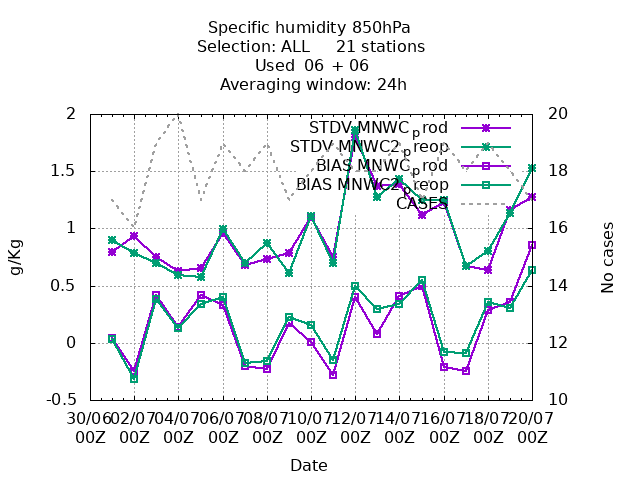 Specific humidity 850hPa
Selection: ALL 21 stations
Used 06 + 06
Averaging window: 24h
STDV MNWC_prod
STDV MNWC2_preop
BIAS MNWC_prod
BIAS MNWC2_preop
CASES
2
1.5
1
0.5
0
-0.5
20
18
16
14
12
10
g/Kg
No cases
30/06 02/07 04/07 06/07 08/07 10/07 12/07 14/07 16/07 18/07 20/07
00Z 00Z 00Z 00Z 00Z 00Z 00Z 00Z 00Z 00Z 00Z
Date